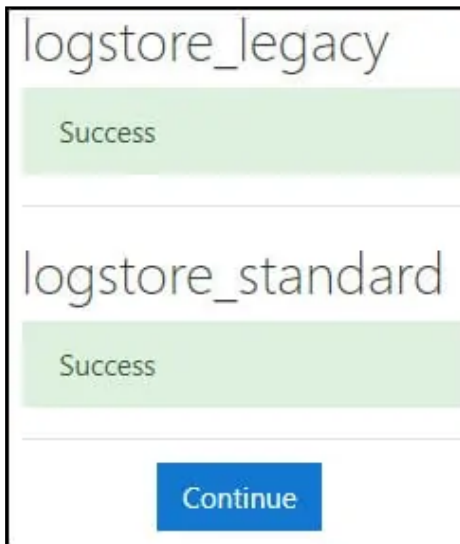 logstore_legacy
Success
logstore_standard
Success
Continue